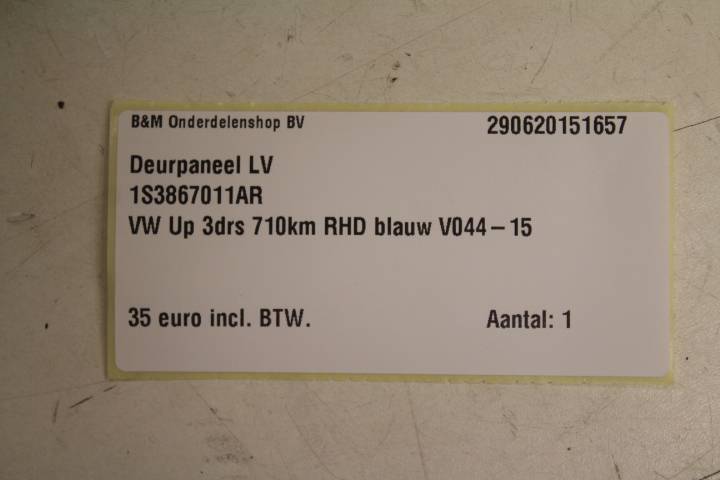 B&M Onderdelenshop BV 290620151657
Deurpaneel LV
1S3867011AR
VW Up 3drs 710km RHD blauw V044-15
35 euro incl. BTW. Aantal: 1